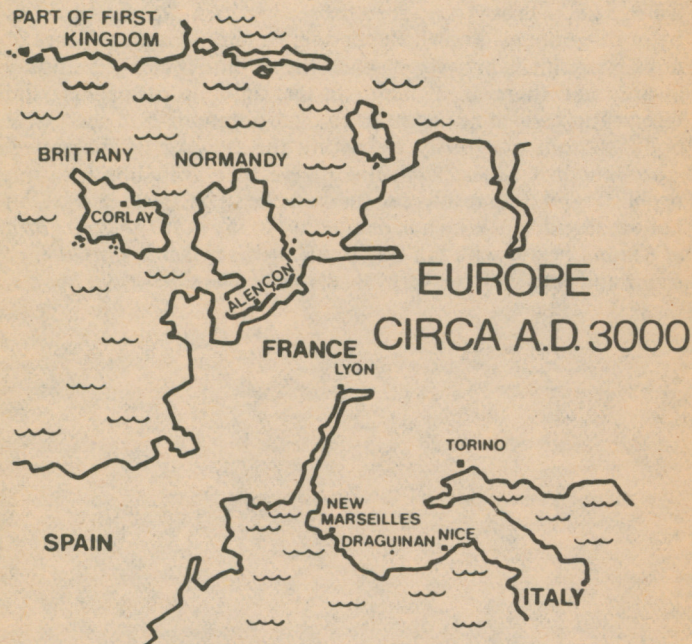 PART OF FIRST
KINGDOM
BRITTANY
NORMANDY
CORLAY
ALENÇON
EUROPE
CIRCA A.D. 3000
FRANCE
LYON
TORINO
NEW
MARSEILLES
DRAGUINAN
NICE
SPAIN
ITALY